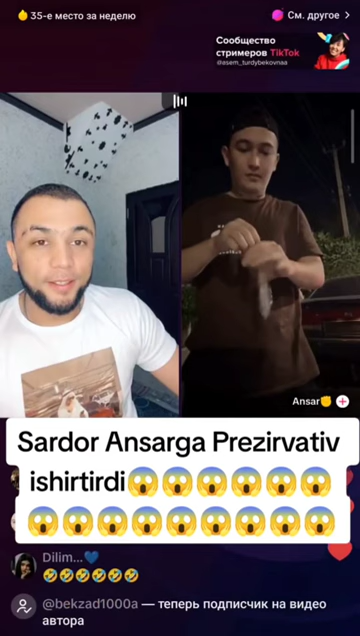 35-е место за неделю
См. другое >
Сообщество
стримеров TikTok
@asem_turdybekovnaa
Ansar✊
Sardor Ansarga Prezirvativ
ishirtirdi😱😱😱😱😱😱
😱😱😱😱😱😱😱😱😱
Dilim...💙
🤣🤣🤣🤣🤣🤣
@bekzad1000a — теперь подписчик на видео
автора